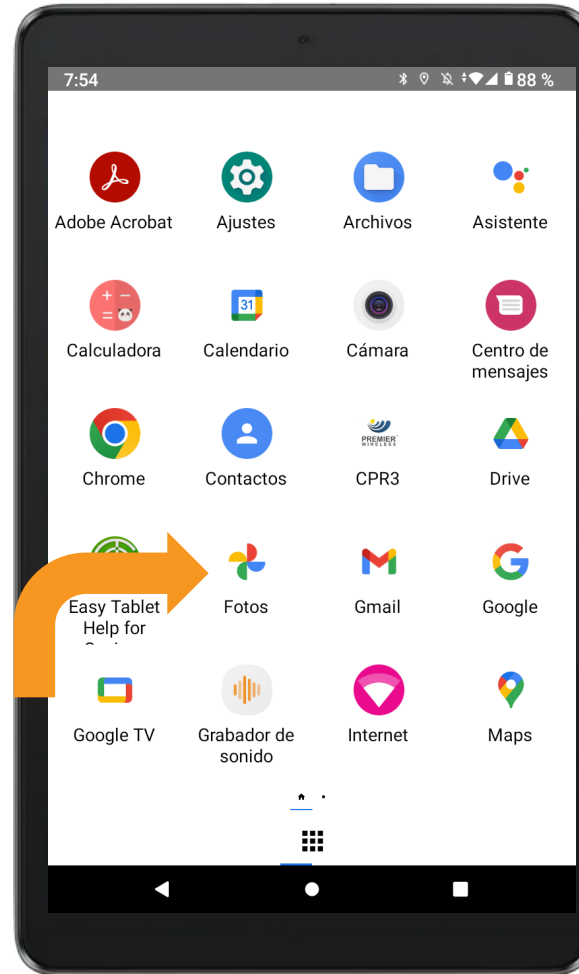 7:54 88 %
Adobe Acrobat Ajustes Archivos Asistente
31
Calculadora Calendario Cámara Centro de
mensajes
PREMIER
WIRELESS
Chrome Contactos CPR3 Drive
Easy Tablet Fotos Gmail Google
Help for
Google TV Grabador de Internet Maps
sonido